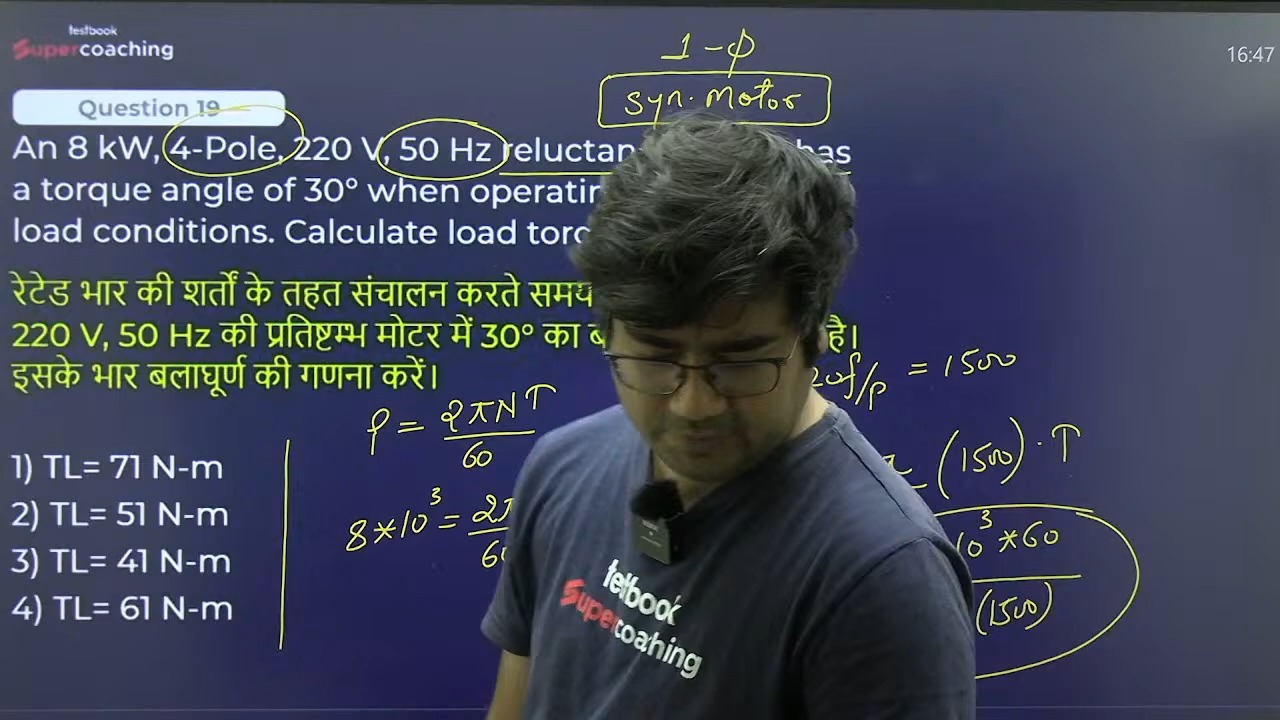 testbook
Supercoaching
1-φ
syn. motor
16:47
Question 19
An 8 kW, 4-Pole, 220 V, 50 Hz has
a torque angle of 30° when
load conditions. Calculate load
रेटेड भार की शर्तों के तहत संचालन करते समय
220 V, 50 Hz की प्रतिष्टम्भ मोटर में 30° का है।
इसके भार बलाघूर्ण की गणना करें।
f/p = 1500
P = 2πNT
60
(1500) · T
1) TL= 71 N-m
2) TL= 51 N-m
3) TL= 41 N-m
4) TL= 61 N-m
8*10³ =
10³ *60
(1500)
testbook
Supercoaching